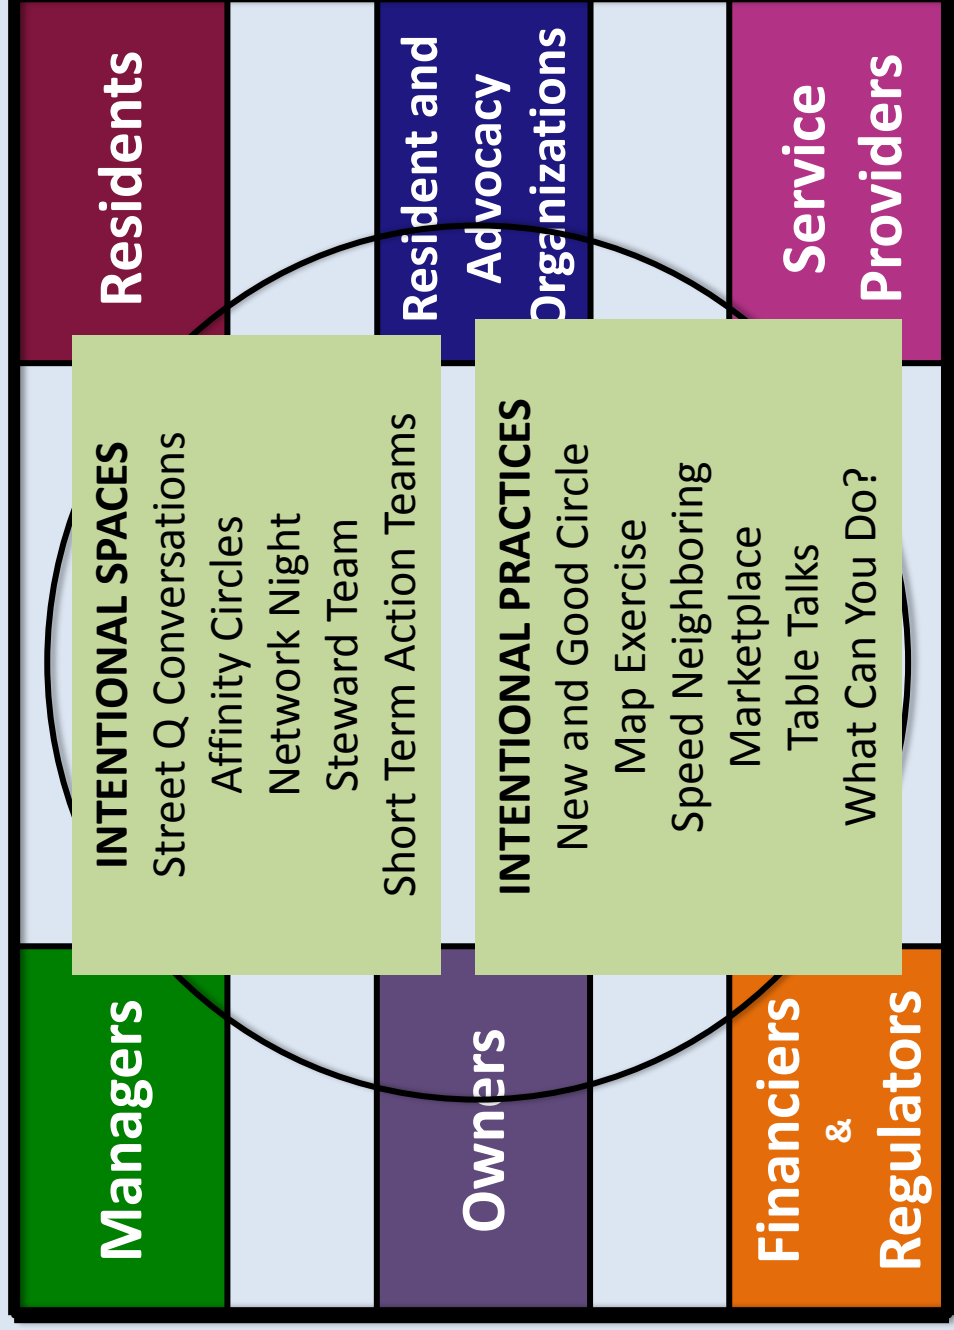 Managers
Owners
Financiers
&
Regulators
INTENTIONAL SPACES
Street Q Conversations
Affinity Circles
Network Night
Steward Team
Short Term Action Teams
INTENTIONAL PRACTICES
New and Good Circle
Map Exercise
Speed Neighboring
Marketplace
Table Talks
What Can You Do?
Residents
Resident and
Advocacy
Organizations
Service
Providers